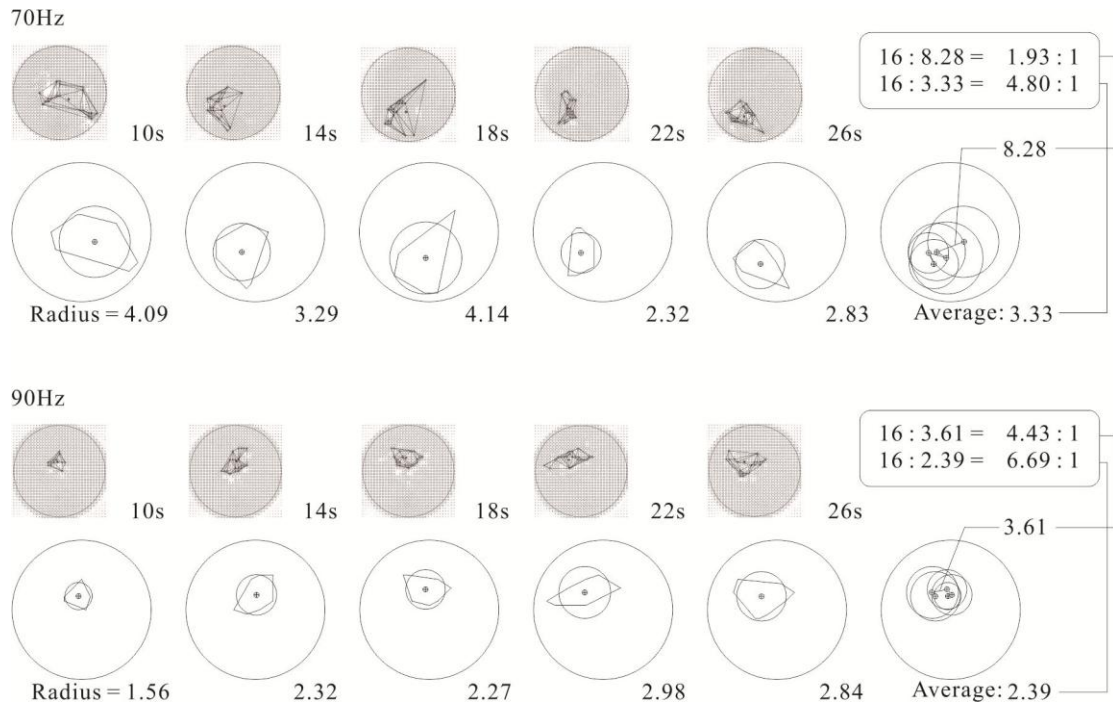 70Hz
16 : 8.28 = 1.93 : 1
16 : 3.33 = 4.80 : 1
10s 14s 18s 22s 26s
8.28
Radius = 4.09 3.29 4.14 2.32 2.83 Average: 3.33
90Hz
16 : 3.61 = 4.43 : 1
16 : 2.39 = 6.69 : 1
10s 14s 18s 22s 26s
3.61
Radius = 1.56 2.32 2.27 2.98 2.84 Average: 2.39